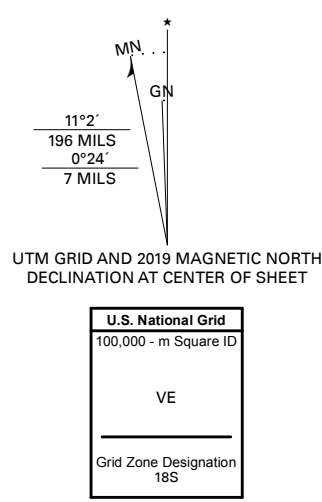 ★
MN
GN
11°2´
196 MILS
0°24´
7 MILS
UTM GRID AND 2019 MAGNETIC NORTH
DECLINATION AT CENTER OF SHEET
U.S. National Grid
100,000 - m Square ID
VE
Grid Zone Designation
18S